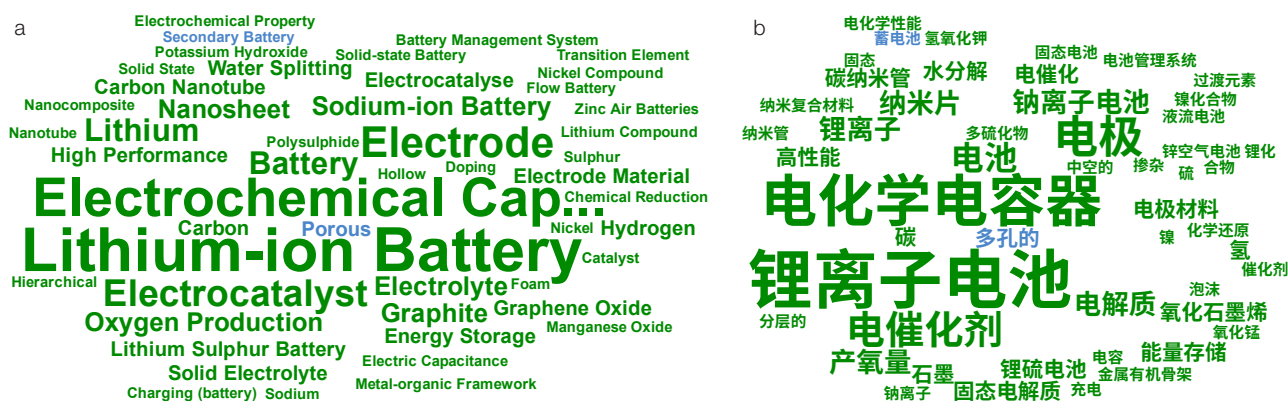 a
Electrochemical Property
Secondary Battery
Battery Management System
Potassium Hydroxide
Solid-state Battery
Transition Element
Solid State
Water Splitting
Electrocatalyse
Nickel Compound
Carbon Nanotube
Flow Battery
Nanocomposite
Nanosheet
Sodium-ion Battery
Zinc Air Batteries
Nanotube
Lithium
Polysulphide
Electrode
Lithium Compound
High Performance
Battery
Sulphur
Hollow
Doping
Electrode Material
Electrochemical Cap...
Chemical Reduction
Carbon
Porous
Nickel
Hydrogen
Lithium-ion Battery
Catalyst
Hierarchical
Electrocatalyst
Electrolyte
Foam
Graphite
Graphene Oxide
Oxygen Production
Energy Storage
Manganese Oxide
Lithium Sulphur Battery
Electric Capacitance
Solid Electrolyte
Metal-organic Framework
Charging (battery)
Sodium
b
电化学性能
蓄电池
氢氧化钾
固态电池
电池管理系统
固态
碳纳米管
水分解
电催化
过渡元素
纳米复合材料
纳米片
钠离子电池
镍化合物
液流电池
纳米管
锂离子
多硫化物
电极
高性能
电池
中空的
掺杂
锌空气电池
锂化
硫
合物
电化学电容器
电极材料
碳
多孔的
镍
化学还原
氢
锂离子电池
催化剂
分层的
电催化剂
电解质
泡沫
氧化石墨烯
氧化锰
产氧量
石墨
锂硫电池
电容
能量存储
金属有机骨架
钠离子
固态电解质
充电